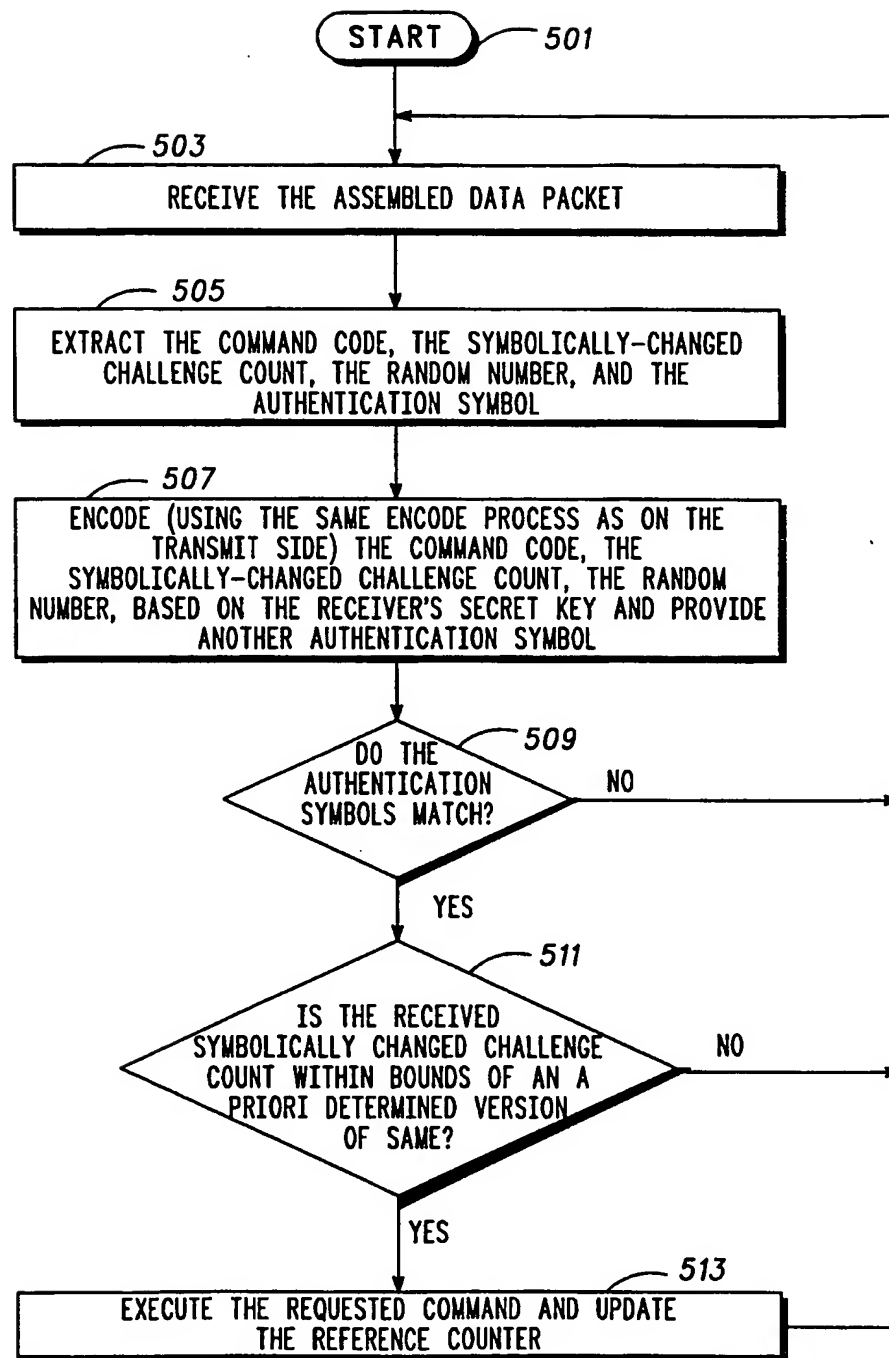 START
501
503
RECEIVE THE ASSEMBLED DATA PACKET
505
EXTRACT THE COMMAND CODE, THE SYMBOLICALLY-CHANGED
CHALLENGE COUNT, THE RANDOM NUMBER, AND THE
AUTHENTICATION SYMBOL
507
ENCODE (USING THE SAME ENCODE PROCESS AS ON THE
TRANSMIT SIDE) THE COMMAND CODE, THE
SYMBOLICALLY-CHANGED CHALLENGE COUNT, THE RANDOM
NUMBER, BASED ON THE RECEIVER'S SECRET KEY AND PROVIDE
ANOTHER AUTHENTICATION SYMBOL
509
DO THE
AUTHENTICATION
SYMBOLS MATCH?
NO
YES
511
IS THE RECEIVED
SYMBOLICALLY CHANGED CHALLENGE
COUNT WITHIN BOUNDS OF AN A
PRIORI DETERMINED VERSION
OF SAME?
NO
YES
513
EXECUTE THE REQUESTED COMMAND AND UPDATE
THE REFERENCE COUNTER